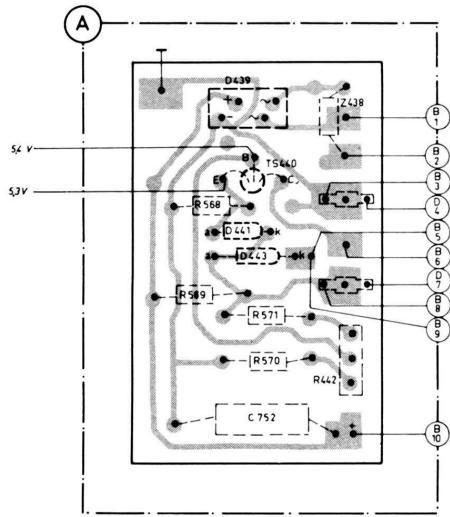 A
D439
+ ~
- ~
Z438
B 1
5,4 V
B
TS440
B 2
E
C
B 3
5,3V
R568
D 4
D441
a k
B 5
D443
a k
B 6
D 7
R569
B 8
R571
B 9
R570
R442
C752
+
B 10